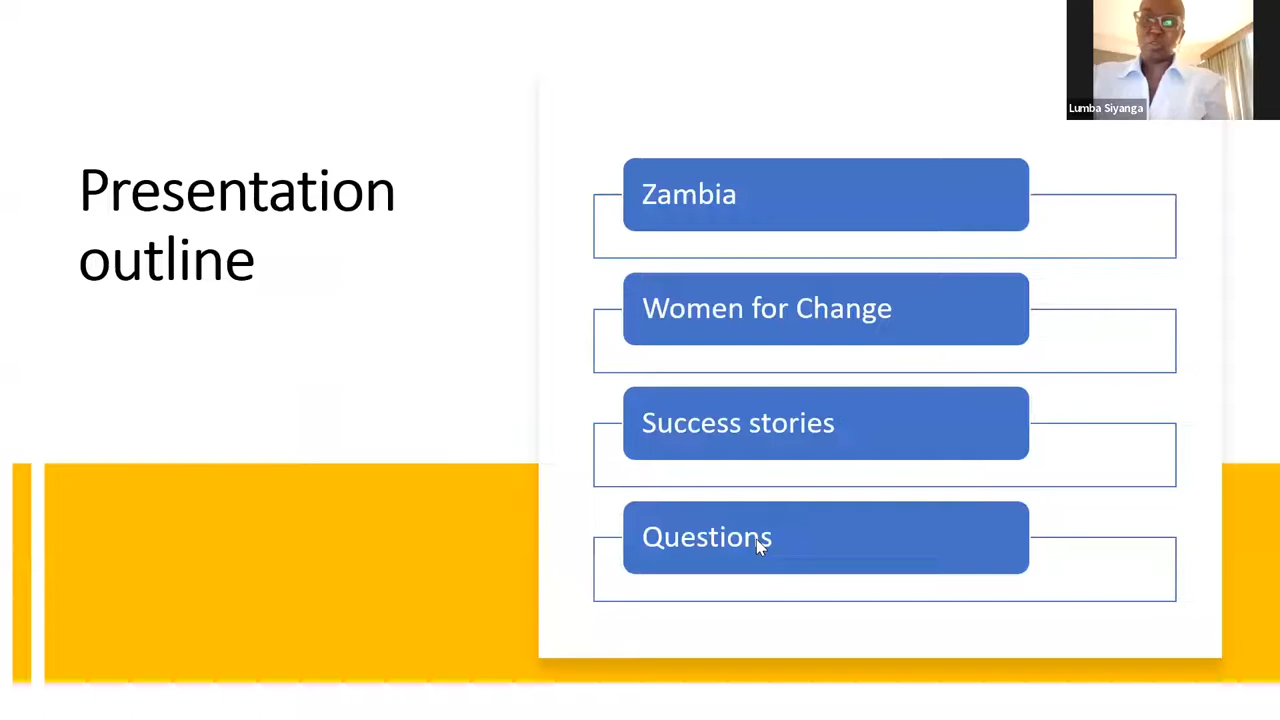 Presentation
outline
Zambia
Women for Change
Success stories
Questions
Lumba Siyanga